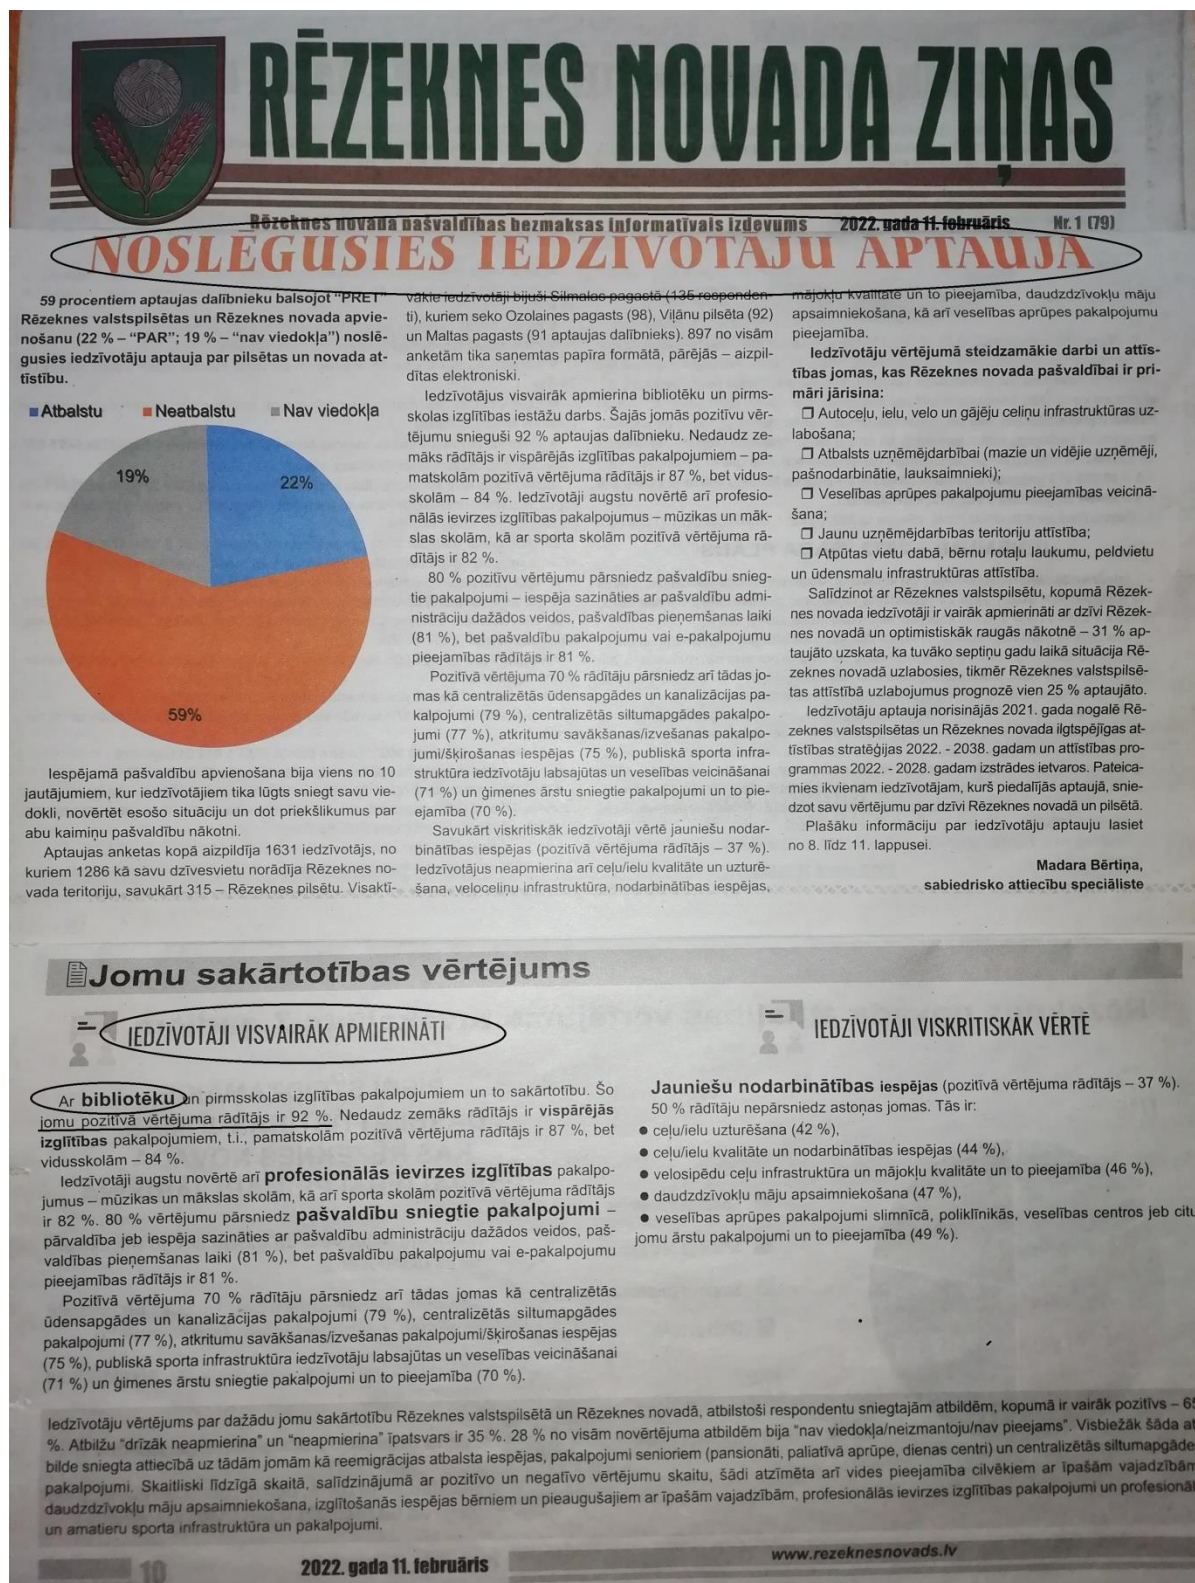 RĒZEKNES NOVADA ZIŅAS
Rēzeknes novada pašvaldības bezmaksas informatīvais izdevums 2022. gada 11. februāris Nr. 1 (79)
NOSLĒGUSIES IEDZĪVOTĀJU APTAUJA
59 procentiem aptaujas dalībnieku balsojot “PRET”
Rēzeknes valstspilsētas un Rēzeknes novada apvie-
nošanu (22 % – “PAR”; 19 % – “nav viedokļa”) noslē-
gusies iedzīvotāju aptauja par pilsētas un novada at-
tīstību.
Atbalstu Neatbalstu Nav viedokļa
19%
22%
59%
Iespējamā pašvaldību apvienošana bija viens no 10
jautājumiem, kur iedzīvotājiem tika lūgts sniegt savu vie-
dokli, novērtēt esošo situāciju un dot priekšlikumus par
abu kaimiņu pašvaldību nākotni.
Aptaujas anketas kopā aizpildīja 1631 iedzīvotājs, no
kuriem 1286 kā savu dzīvesvietu norādīja Rēzeknes no-
vada teritoriju, savukārt 315 – Rēzeknes pilsētu. Visaktī-
vākie iedzīvotāji bijuši Silmalas pagastā (135 responden-
ti), kuriem seko Ozolaines pagasts (98), Viļānu pilsēta (92)
un Maltas pagasts (91 aptaujas dalībnieks). 897 no visām
anketām tika saņemtas papīra formātā, pārējās – aizpil-
dītas elektroniski.
Iedzīvotājus visvairāk apmierina bibliotēku un pirms-
skolas izglītības iestāžu darbs. Šajās jomās pozitīvu vēr-
tējumu snieguši 92 % aptaujas dalībnieku. Nedaudz ze-
māks rādītājs ir vispārējās izglītības pakalpojumiem – pa-
matskolām pozitīvā vērtējuma rādītājs ir 87 %, bet vidus-
skolām – 84 %. Iedzīvotāji augstu novērtē arī profesio-
nālās ievirzes izglītības pakalpojumus – mūzikas un māk-
slas skolām, kā ar sporta skolām pozitīvā vērtējuma rā-
dītājs ir 82 %.
80 % pozitīvu vērtējumu pārsniedz pašvaldību snieg-
tie pakalpojumi – iespēja sazināties ar pašvaldību admi-
nistrāciju dažādos veidos, pašvaldības pieņemšanas laiki
(81 %), bet pašvaldību pakalpojumu vai e-pakalpojumu
pieejamības rādītājs ir 81 %.
Pozitīvā vērtējuma 70 % rādītāju pārsniedz arī tādas jo-
mas kā centralizētās ūdensapgādes un kanalizācijas pa-
kalpojumi (79 %), centralizētās siltumapgādes pakalpo-
jumi (77 %), atkritumu savākšanas/izvešanas pakalpo-
jumi/šķirošanas iespējas (75 %), publiskā sporta infra-
struktūra iedzīvotāju labsajūtas un veselības veicināšanai
(71 %) un ģimenes ārstu sniegtie pakalpojumi un to pie-
ejamība (70 %).
Savukārt viskritiskāk iedzīvotāji vērtē jauniešu nodar-
binātības iespējas (pozitīvā vērtējuma rādītājs – 37 %).
Iedzīvotājus neapmierina arī ceļu/ielu kvalitāte un uzturē-
šana, veloceliņu infrastruktūra, nodarbinātības iespējas,
mājokļu kvalitāte un to pieejamība, daudzdzīvokļu māju
apsaimniekošana, kā arī veselības aprūpes pakalpojumu
pieejamība.
Iedzīvotāju vērtējumā steidzamākie darbi un attīs-
tības jomas, kas Rēzeknes novada pašvaldībai ir pri-
māri jārisina:
❒ Autoceļu, ielu, velo un gājēju celiņu infrastruktūras uz-
labošana;
❒ Atbalsts uzņēmējdarbībai (mazie un vidējie uzņēmēji,
pašnodarbinātie, lauksaimnieki);
❒ Veselības aprūpes pakalpojumu pieejamības veicinā-
šana;
❒ Jaunu uzņēmējdarbības teritoriju attīstība;
❒ Atpūtas vietu dabā, bērnu rotaļu laukumu, peldvietu
un ūdensmalu infrastruktūras attīstība.
Salīdzinot ar Rēzeknes valstspilsētu, kopumā Rēzek-
nes novada iedzīvotāji ir vairāk apmierināti ar dzīvi Rēzek-
nes novadā un optimistiskāk raugās nākotnē – 31 % ap-
taujāto uzskata, ka tuvāko septiņu gadu laikā situācija Rē-
zeknes novadā uzlabosies, tikmēr Rēzeknes valstspilsē-
tas attīstībā uzlabojumus prognozē vien 25 % aptaujāto.
Iedzīvotāju aptauja norisinājās 2021. gada nogalē Rē-
zeknes valstspilsētas un Rēzeknes novada ilgtspējīgas at-
tīstības stratēģijas 2022. - 2038. gadam un attīstības pro-
grammas 2022. - 2028. gadam izstrādes ietvaros. Pateica-
mies ikvienam iedzīvotājam, kurš piedalījās aptaujā, snie-
dzot savu vērtējumu par dzīvi Rēzeknes novadā un pilsētā.
Plašāku informāciju par iedzīvotāju aptauju lasiet
no 8. līdz 11. lappusei.
Madara Bērtiņa,
sabiedrisko attiecību speciāliste
Jomu sakārtotības vērtējums
IEDZĪVOTĀJI VISVAIRĀK APMIERINĀTI
Ar bibliotēku un pirmsskolas izglītības pakalpojumiem un to sakārtotību. Šo
jomu pozitīvā vērtējuma rādītājs ir 92 %. Nedaudz zemāks rādītājs ir vispārējās
izglītības pakalpojumiem, t.i., pamatskolām pozitīvā vērtējuma rādītājs ir 87 %, bet
vidusskolām – 84 %.
Iedzīvotāji augstu novērtē arī profesionālās ievirzes izglītības pakalpo-
jumus – mūzikas un mākslas skolām, kā arī sporta skolām pozitīvā vērtējuma rādītājs
ir 82 %. 80 % vērtējumu pārsniedz pašvaldību sniegtie pakalpojumi –
pārvaldība jeb iespēja sazināties ar pašvaldību administrāciju dažādos veidos, paš-
valdības pieņemšanas laiki (81 %), bet pašvaldību pakalpojumu vai e-pakalpojumu
pieejamības rādītājs ir 81 %.
Pozitīvā vērtējuma 70 % rādītāju pārsniedz arī tādas jomas kā centralizētās
ūdensapgādes un kanalizācijas pakalpojumi (79 %), centralizētās siltumapgādes
pakalpojumi (77 %), atkritumu savākšanas/izvešanas pakalpojumi/šķirošanas iespējas
(75 %), publiskā sporta infrastruktūra iedzīvotāju labsajūtas un veselības veicināšanai
(71 %) un ģimenes ārstu sniegtie pakalpojumi un to pieejamība (70 %).
IEDZĪVOTĀJI VISKRITISKĀK VĒRTĒ
Jauniešu nodarbinātības iespējas (pozitīvā vērtējuma rādītājs – 37 %).
50 % rādītāju nepārsniedz astoņas jomas. Tās ir:
● ceļu/ielu uzturēšana (42 %),
● ceļu/ielu kvalitāte un nodarbinātības iespējas (44 %),
● velosipēdu ceļu infrastruktūra un mājokļu kvalitāte un to pieejamība (46 %),
● daudzdzīvokļu māju apsaimniekošana (47 %),
● veselības aprūpes pakalpojumi slimnīcā, poliklīnikās, veselības centros jeb citu
jomu ārstu pakalpojumi un to pieejamība (49 %).
Iedzīvotāju vērtējums par dažādu jomu sakārtotību Rēzeknes valstspilsētā un Rēzeknes novadā, atbilstoši respondentu sniegtajām atbildēm, kopumā ir vairāk pozitīvs – 65
%. Atbilžu “drīzāk neapmierina” un “neapmierina” īpatsvars ir 35 %. 28 % no visām novērtējuma atbildēm bija “nav viedokļa/neizmantoju/nav pieejams”. Visbiežāk šāda at
bilde sniegta attiecībā uz tādām jomām kā reemigrācijas atbalsta iespējas, pakalpojumi senioriem (pansionāti, paliatīvā aprūpe, dienas centri) un centralizētās siltumapgādes
pakalpojumi. Skaitliski līdzīgā skaitā, salīdzinājumā ar pozitīvo un negatīvo vērtējumu skaitu, šādi atzīmēta arī vides pieejamība cilvēkiem ar īpašām vajadzībām
daudzdzīvokļu māju apsaimniekošana, izglītošanās iespējas bērniem un pieaugušajiem ar īpašām vajadzībām, profesionālās ievirzes izglītības pakalpojumi un profesionāl
un amatieru sporta infrastruktūra un pakalpojumi.
10 2022. gada 11. februāris www.rezeknesnovads.lv